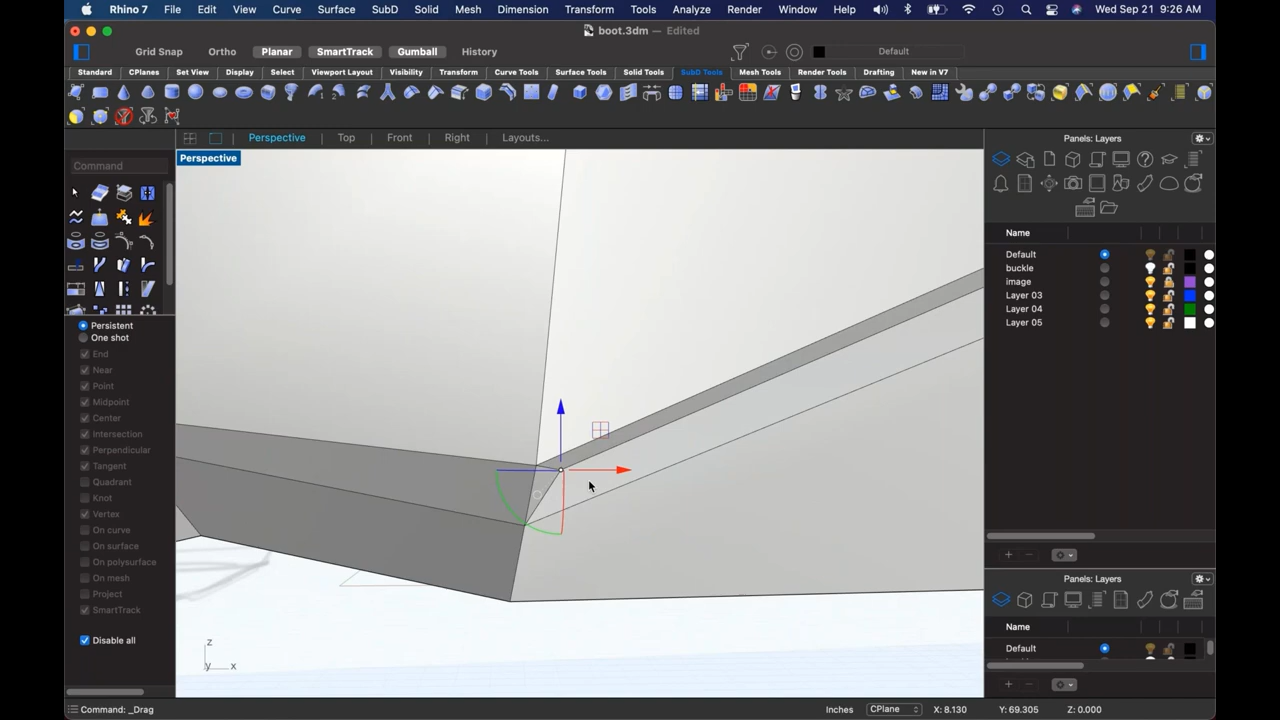 Rhino 7 File Edit View Curve Surface SubD Solid Mesh Dimension Transform Tools Analyze Render Window Help Wed Sep 21 9:26 AM
boot.3dm — Edited
Grid Snap Ortho Planar SmartTrack Gumball History Default
Standard CPlanes Set View Display Select Viewport Layout Visibility Transform Curve Tools Surface Tools Solid Tools SubD Tools Mesh Tools Render Tools Drafting New in V7
Perspective Top Front Right Layouts...
Panels: Layers
Command
Perspective
Name
Default
buckle
image
Layer 03
Layer 04
Layer 05
Persistent
One shot
End
Near
Point
Midpoint
Center
Intersection
Perpendicular
Tangent
Quadrant
Knot
Vertex
On curve
On surface
On polysurface
On mesh
Project
SmartTrack
Disable all
Panels: Layers
Name
Default
z
y x
Command: _Drag Inches CPlane X: 8.130 Y: 69.305 Z: 0.000